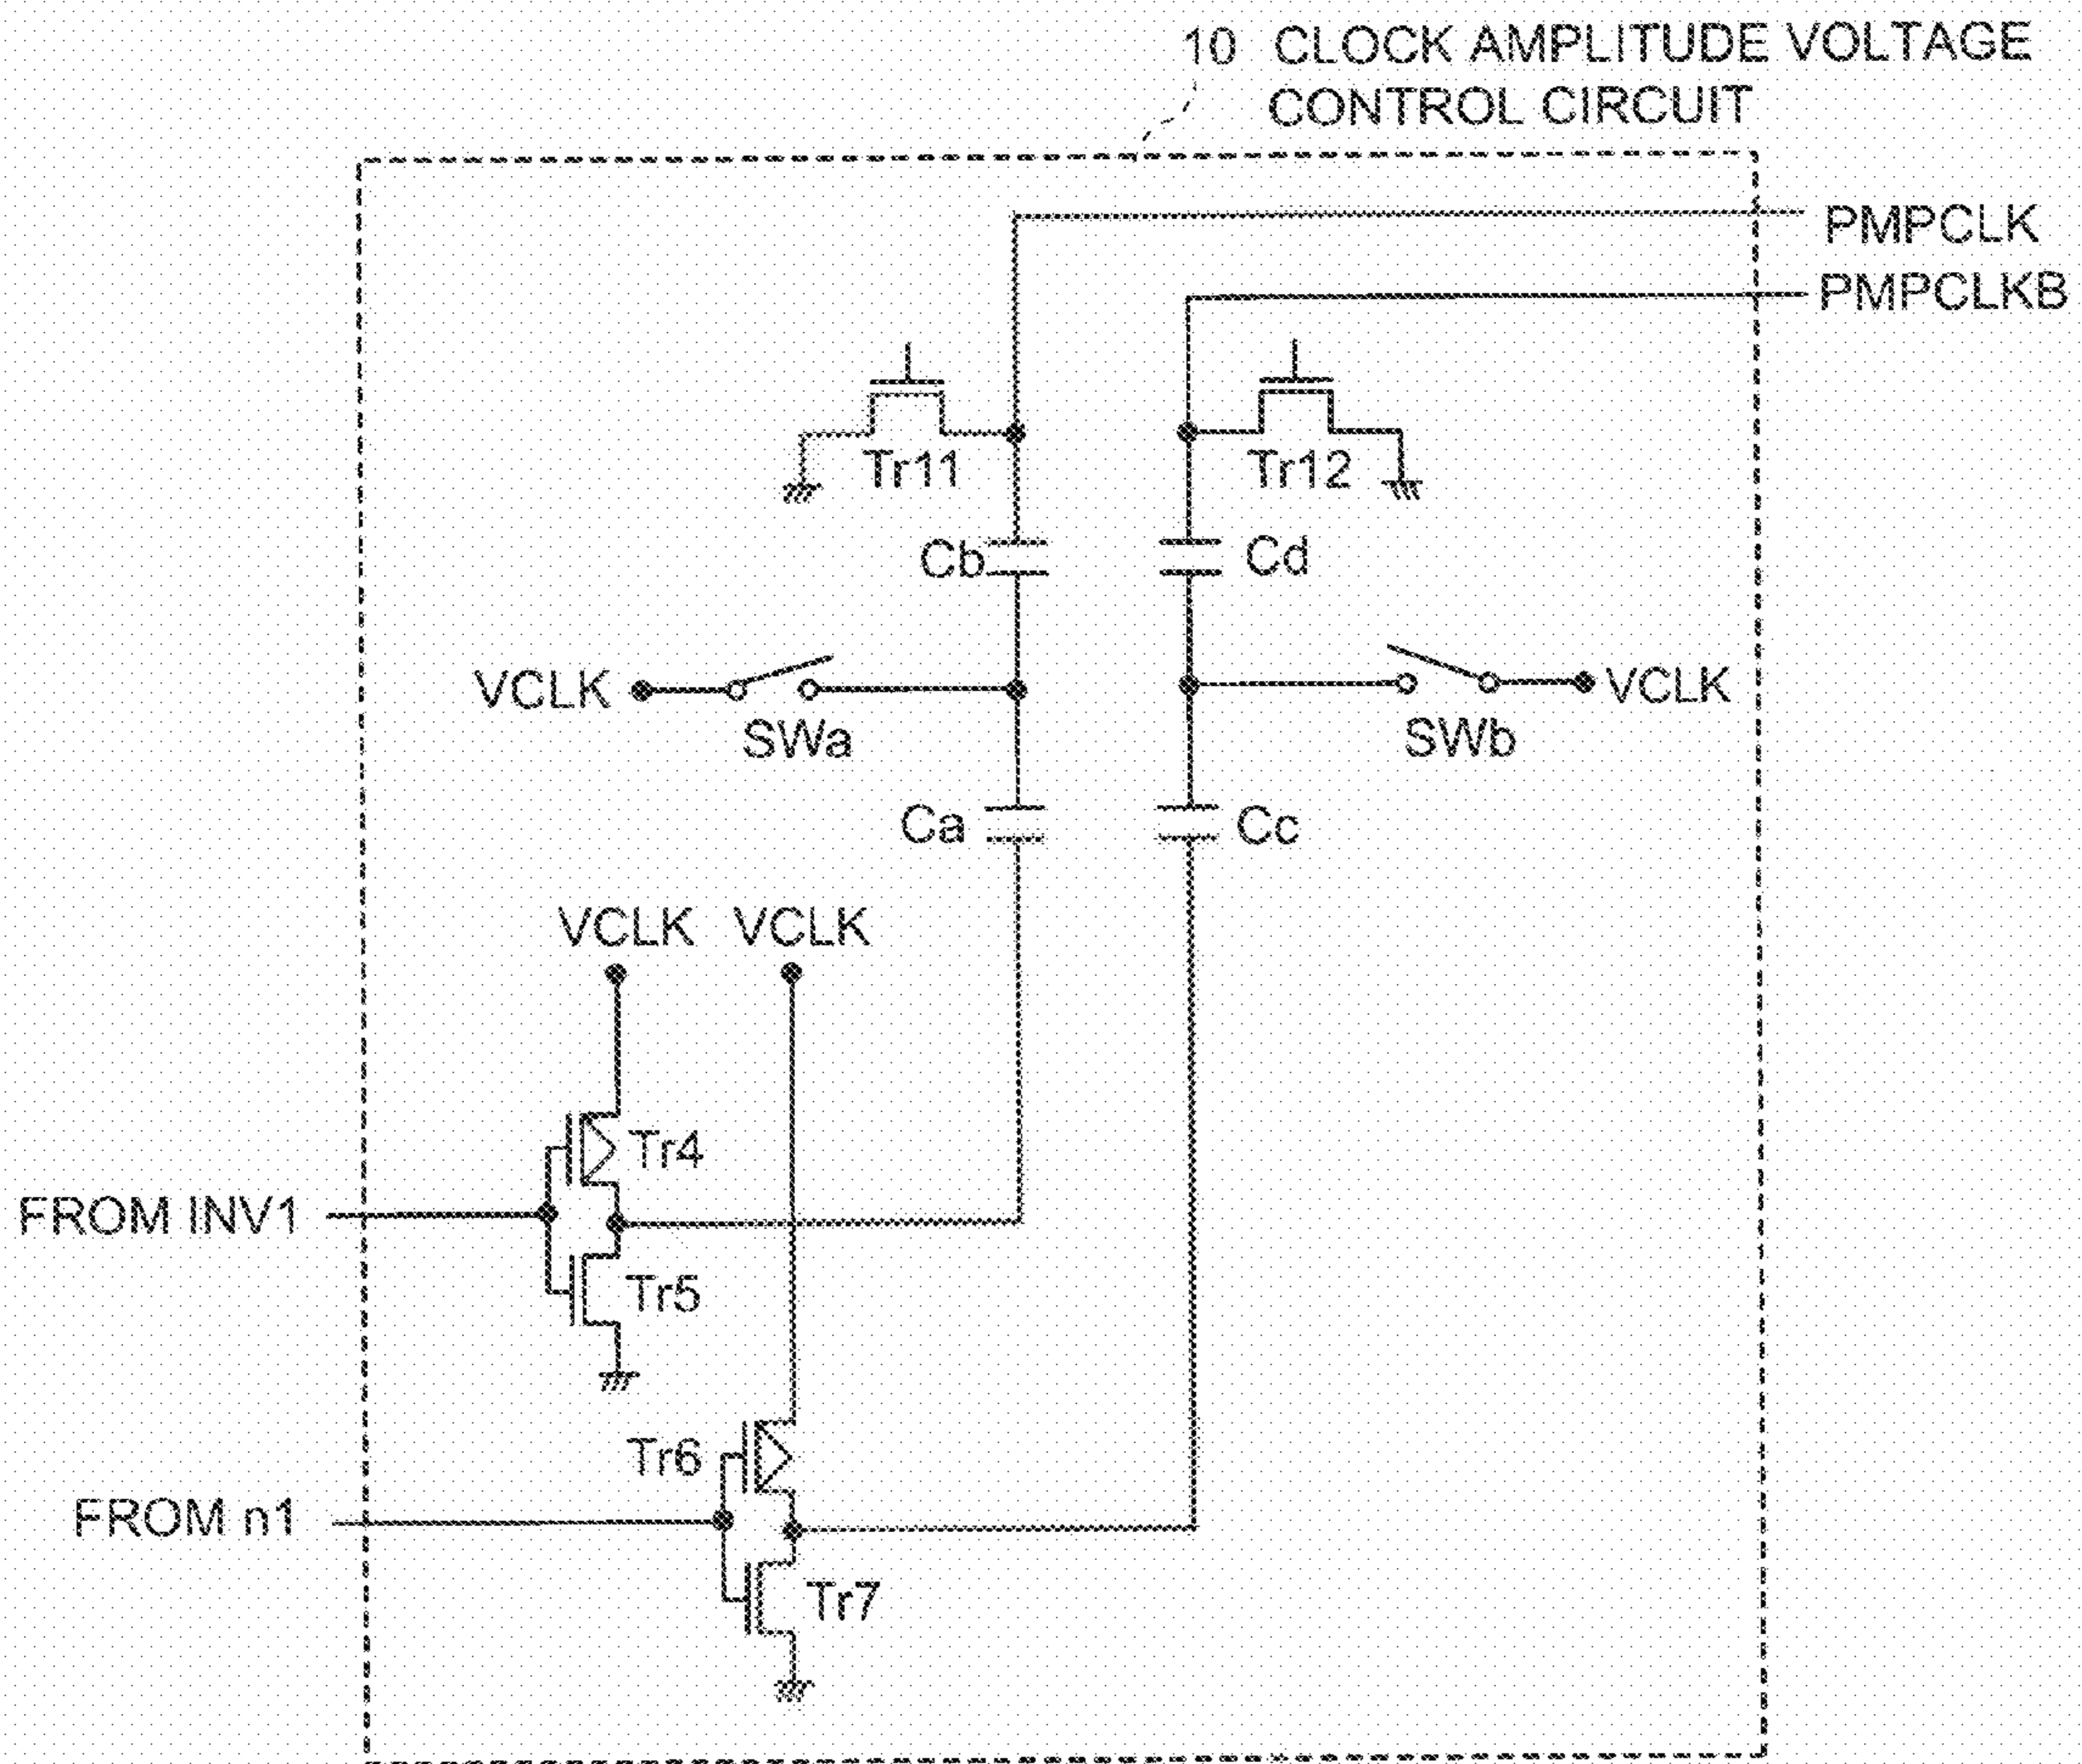 10 CLOCK AMPLITUDE VOLTAGE
CONTROL CIRCUIT
PMPCLK
PMPCLKB
Tr11
Tr12
Cb
Cd
VCLK
SWa
SWb
VCLK
Ca
Cc
VCLK VCLK
Tr4
FROM INV1
Tr5
Tr6
FROM n1
Tr7